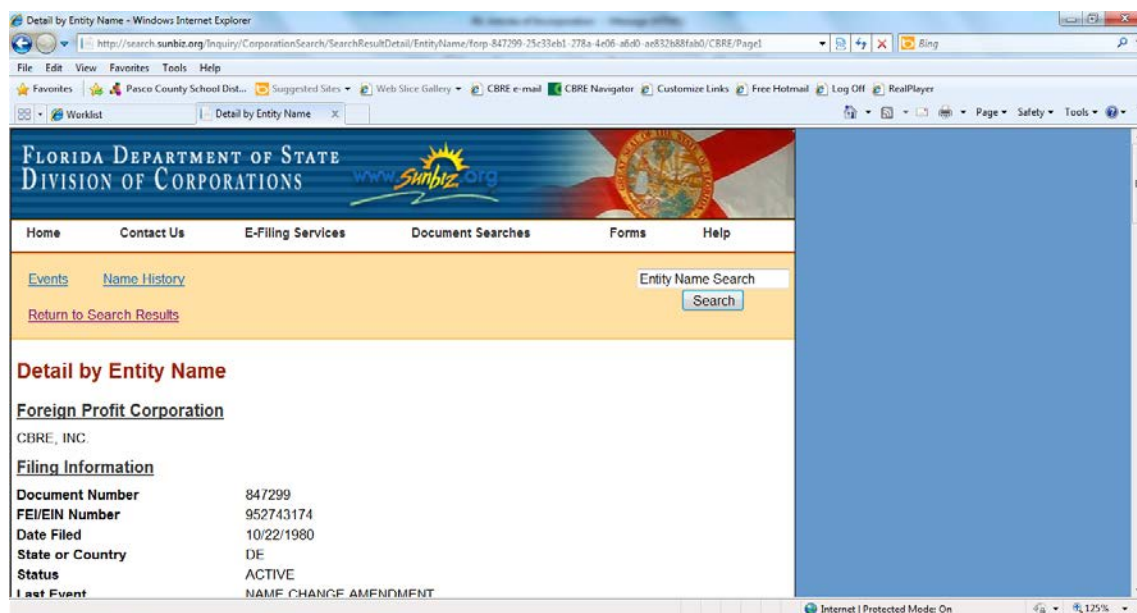 Detail by Entity Name - Windows Internet Explorer
http://search.sunbiz.org/Inquiry/CorporationSearch/SearchResultDetail/EntityName/forp-847299-25c33eb1-278a-4e06-a6d0-ae832b88fab0/CBRE/Page1
Bing
File Edit View Favorites Tools Help
Favorites Pasco County School Dist... Suggested Sites Web Slice Gallery CBRE e-mail CBRE Navigator Customize Links Free Hotmail Log Off RealPlayer
Worklist Detail by Entity Name X Page Safety Tools
FLORIDA DEPARTMENT OF STATE
DIVISION OF CORPORATIONS
www.Sunbiz.org
Home Contact Us E-Filing Services Document Searches Forms Help
Events Name History Entity Name Search
Search
Return to Search Results
Detail by Entity Name
Foreign Profit Corporation
CBRE, INC.
Filing Information
Document Number 847299
FEI/EIN Number 952743174
Date Filed 10/22/1980
State or Country DE
Status ACTIVE
Last Event NAME CHANGE AMENDMENT
Internet | Protected Mode: On 125%